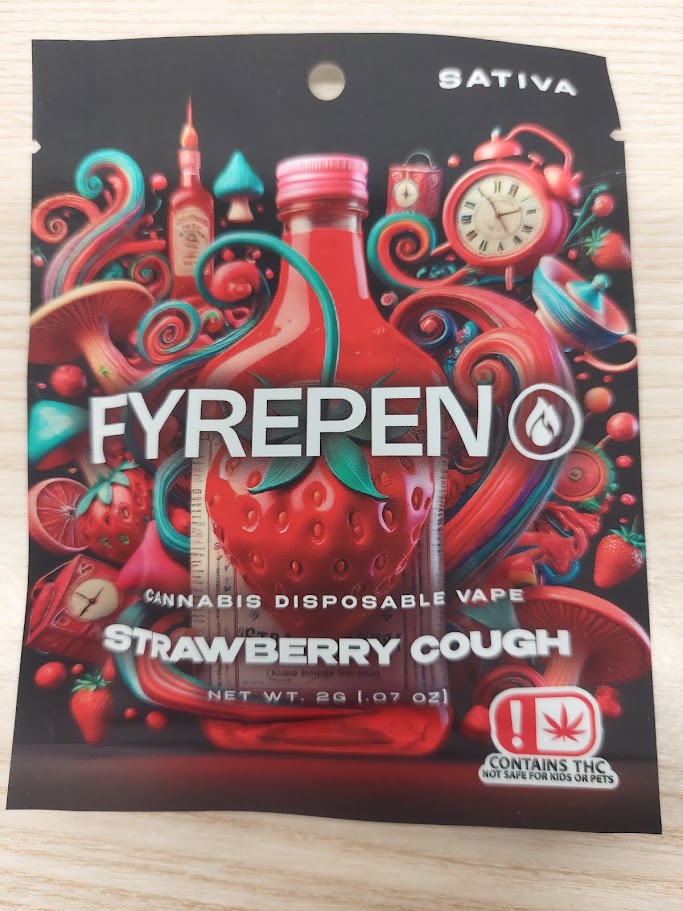 SATIVA
FYREPEN
CANNABIS DISPOSABLE VAPE
STRAWBERRY COUGH
NET WT. 2G [.07 OZ]
!
CONTAINS THC
NOT SAFE FOR KIDS OR PETS